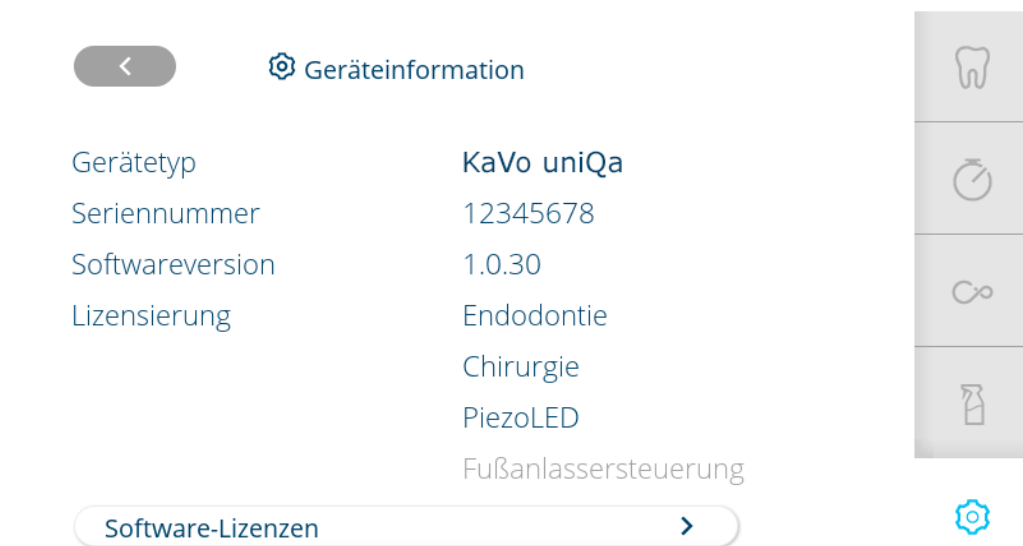 Geräteinformation
Gerätetyp KaVo uniQa
Seriennummer 12345678
Softwareversion 1.0.30
Lizensierung Endodontie
Chirurgie
PiezoLED
Fußanlassersteuerung
Software-Lizenzen